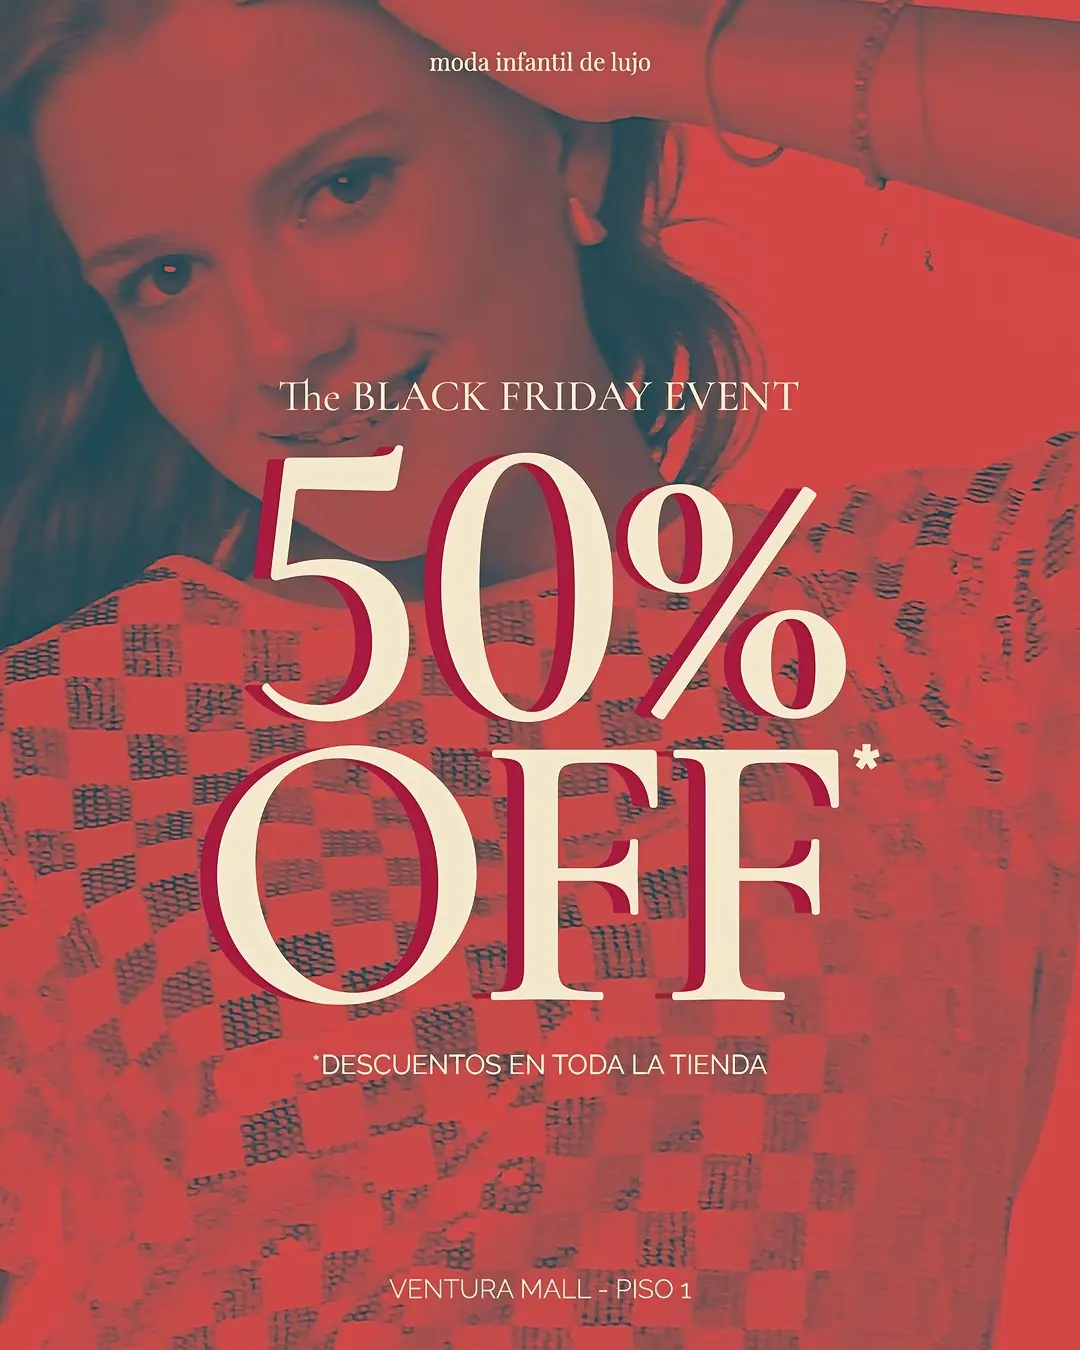 moda infantil de lujo
The BLACK FRIDAY EVENT
50%
OFF*
*DESCUENTOS EN TODA LA TIENDA
VENTURA MALL - PISO 1